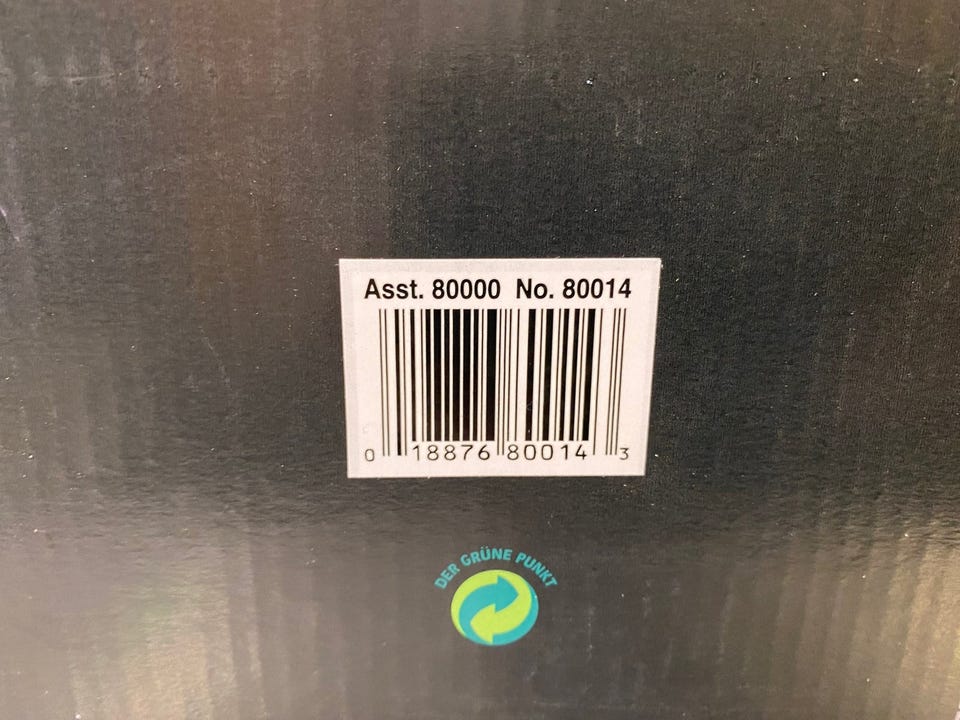 Asst. 80000 No. 80014
0 18876 80014 3
DER GRÜNE PUNKT